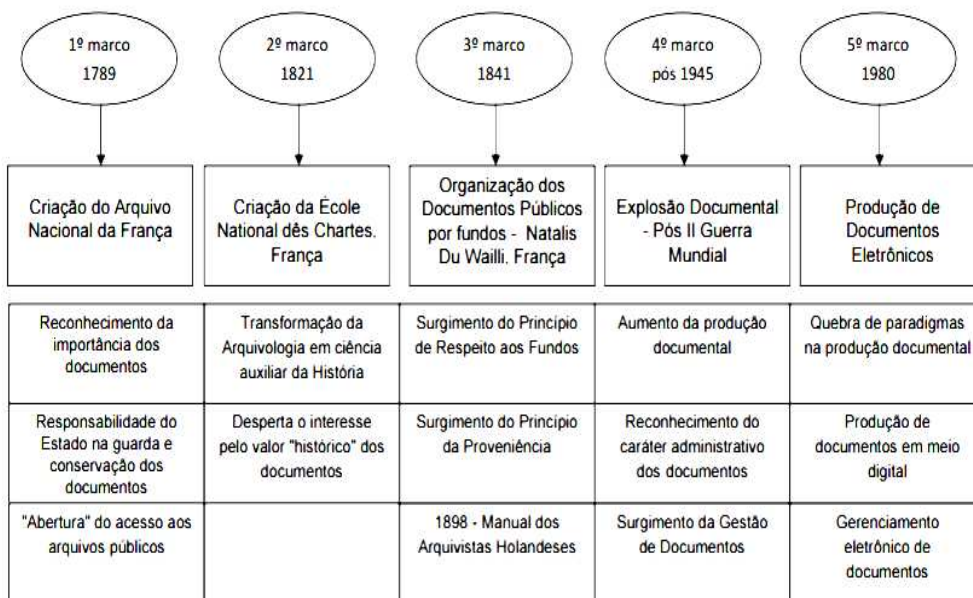 1º marco
1789
2º marco
1821
3º marco
1841
4º marco
pós 1945
5º marco
1980
Criação do Arquivo
Nacional da França
Criação da École
National dês Chartes.
França
Organização dos
Documentos Públicos
por fundos - Natalis
Du Wailli. França
Explosão Documental
- Pós II Guerra
Mundial
Produção de
Documentos
Eletrônicos
Reconhecimento da
importância dos
documentos
Transformação da
Arquivologia em ciência
auxiliar da História
Surgimento do Princípio
de Respeito aos Fundos
Aumento da produção
documental
Quebra de paradigmas
na produção documental
Responsabilidade do
Estado na guarda e
conservação dos
documentos
Desperta o interesse
pelo valor "histórico" dos
documentos
Surgimento do Princípio
da Proveniência
Reconhecimento do
caráter administrativo
dos documentos
Produção de
documentos em meio
digital
"Abertura" do acesso aos
arquivos públicos
1898 - Manual dos
Arquivistas Holandeses
Surgimento da Gestão
de Documentos
Gerenciamento
eletrônico de
documentos